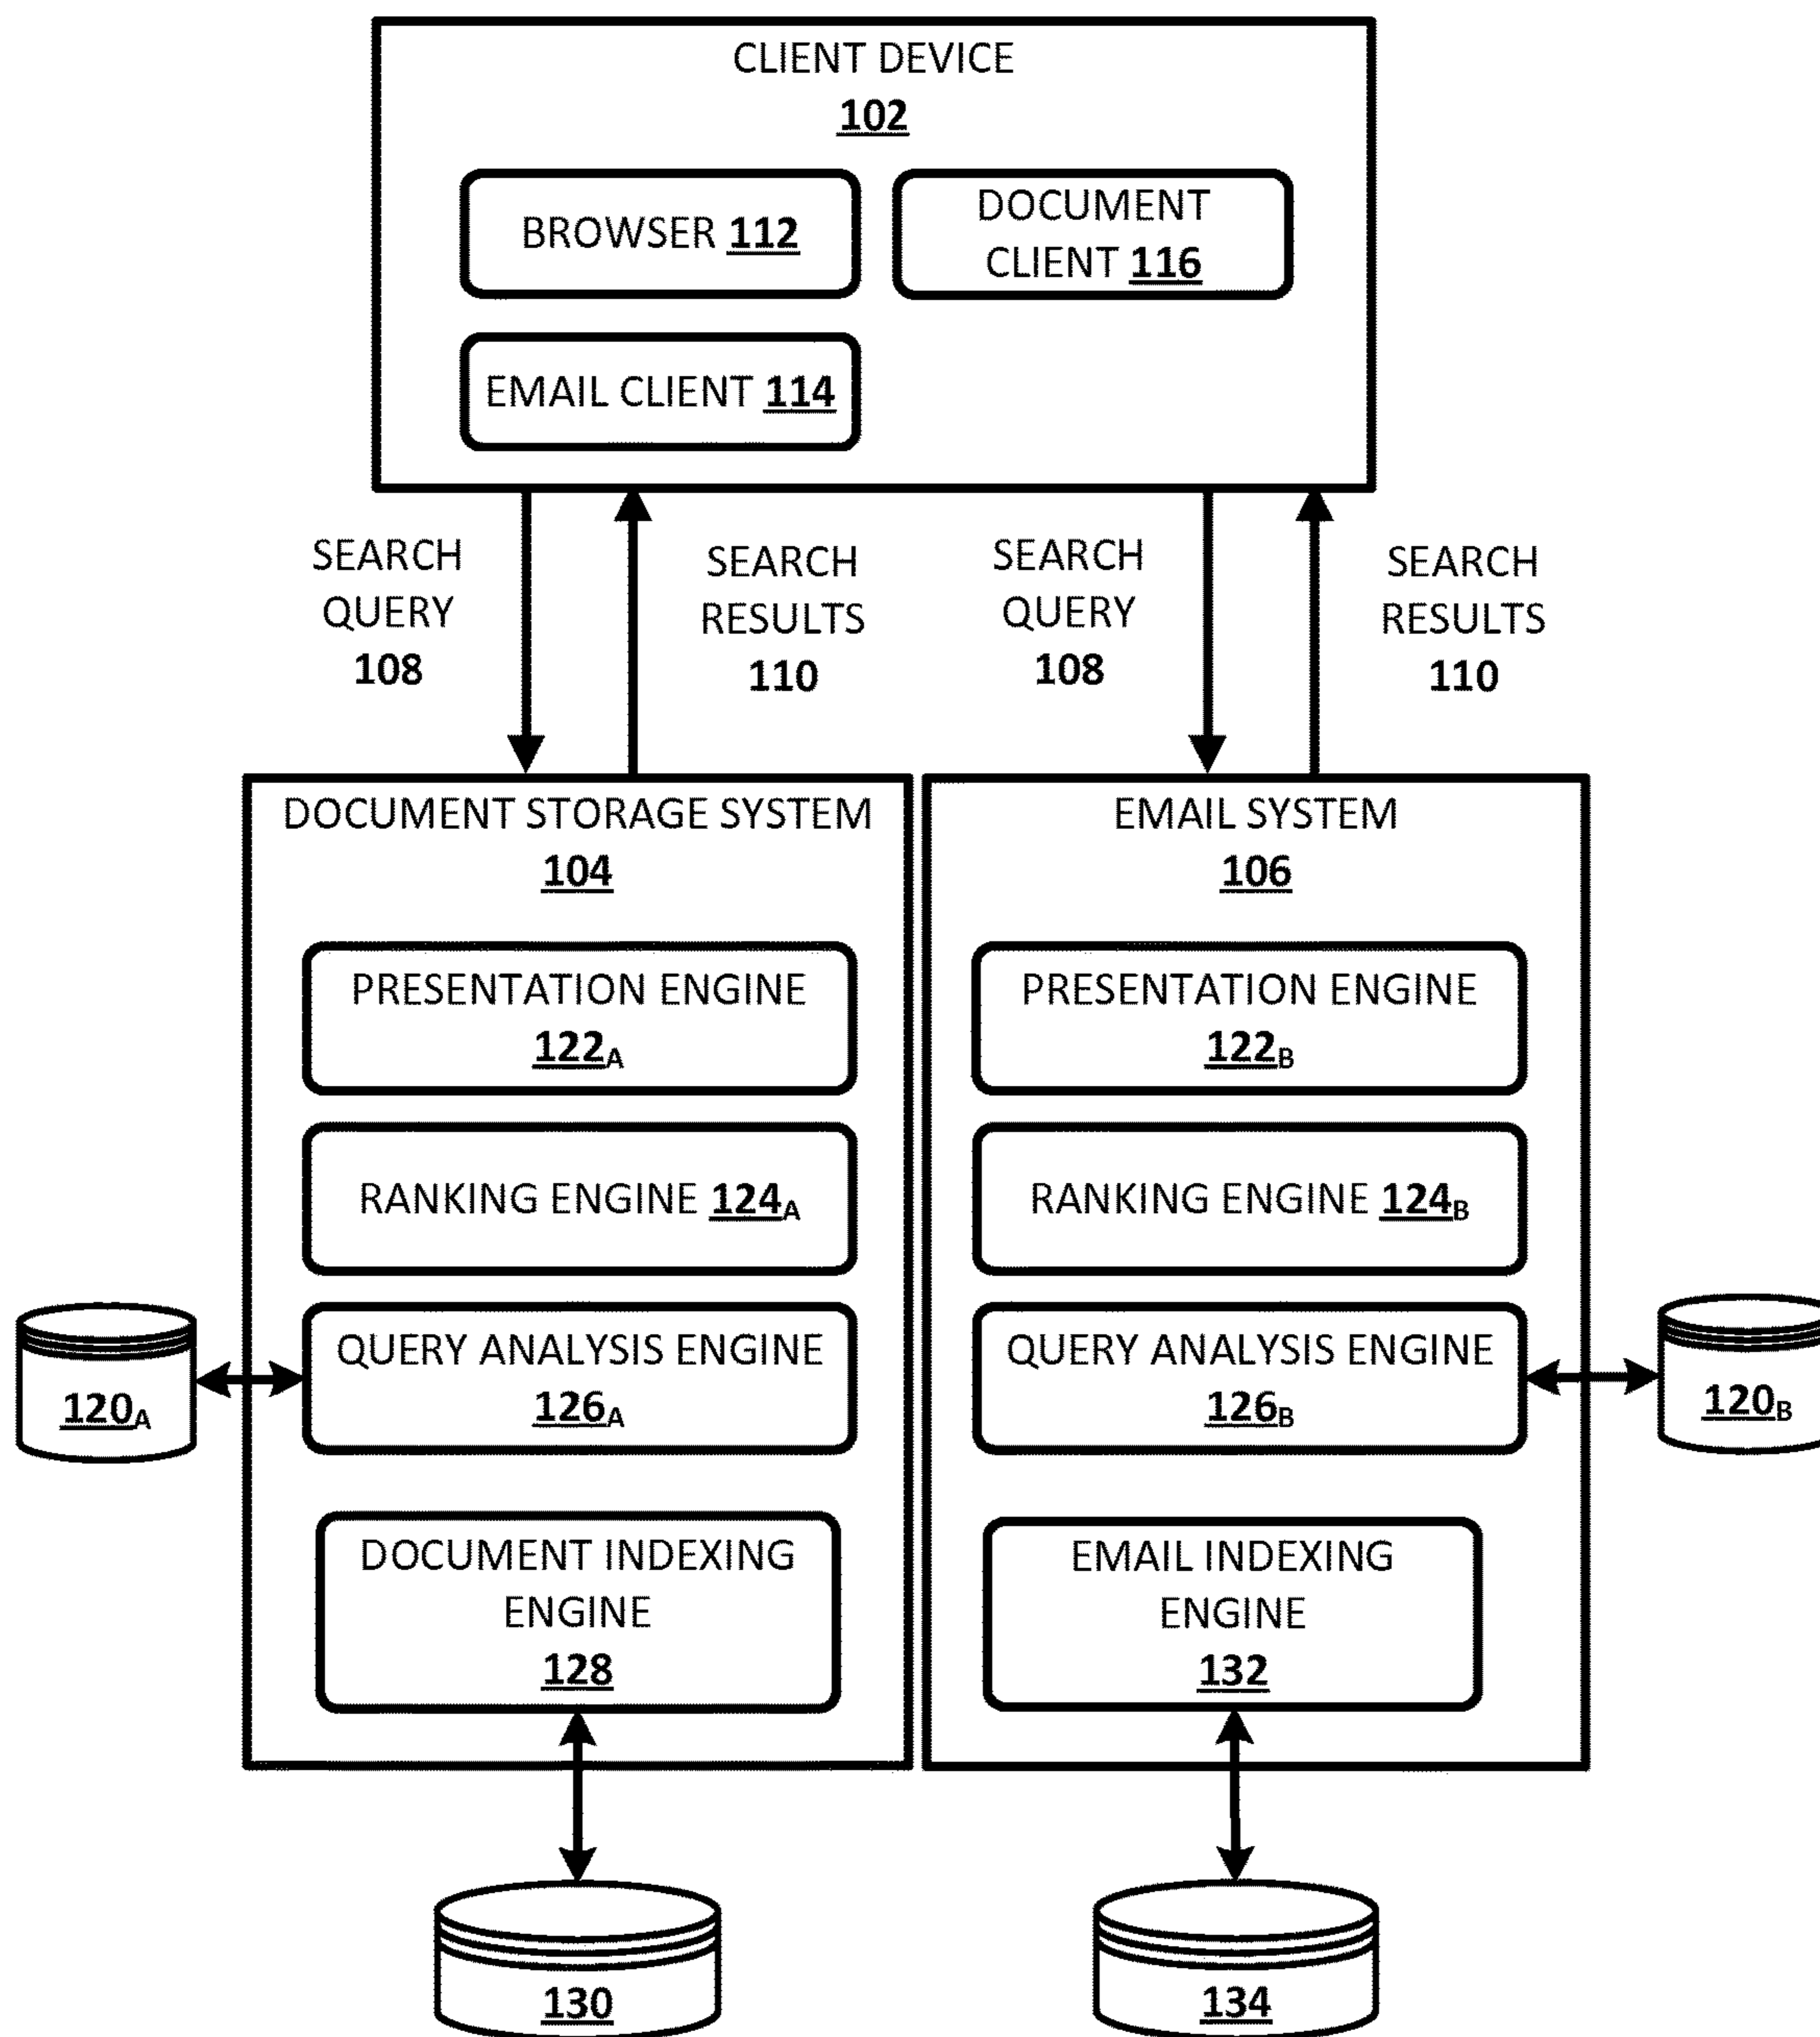 CLIENT DEVICE
102
BROWSER 112
DOCUMENT
CLIENT 116
EMAIL CLIENT 114
SEARCH
QUERY
108
SEARCH
RESULTS
110
SEARCH
QUERY
108
SEARCH
RESULTS
110
DOCUMENT STORAGE SYSTEM
104
PRESENTATION ENGINE
122A
RANKING ENGINE 124A
QUERY ANALYSIS ENGINE
126A
120A
DOCUMENT INDEXING
ENGINE
128
130
EMAIL SYSTEM
106
PRESENTATION ENGINE
122B
RANKING ENGINE 124B
QUERY ANALYSIS ENGINE
126B
120B
EMAIL INDEXING
ENGINE
132
134